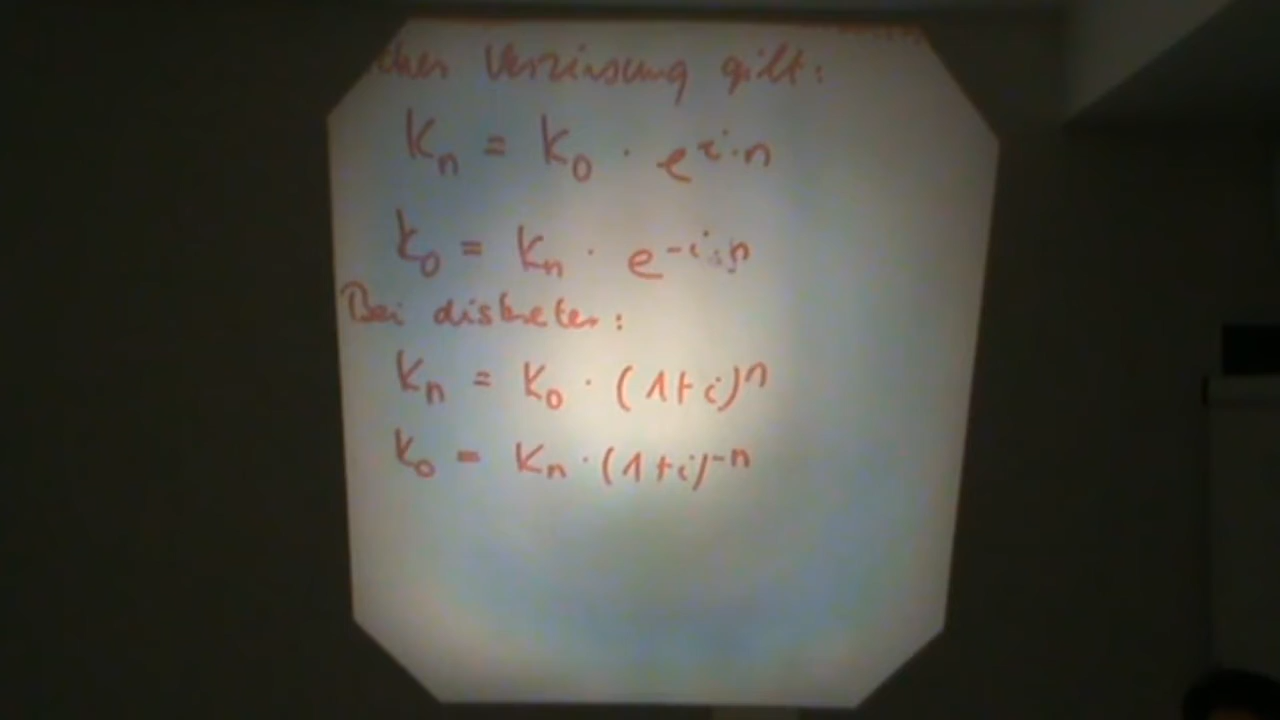 Verzinsung gilt:
Kn = K0 · e^i·n
K0 = Kn · e^-i·n
Bei diskreter:
Kn = K0 · (1+i)^n
K0 = Kn · (1+i)^-n